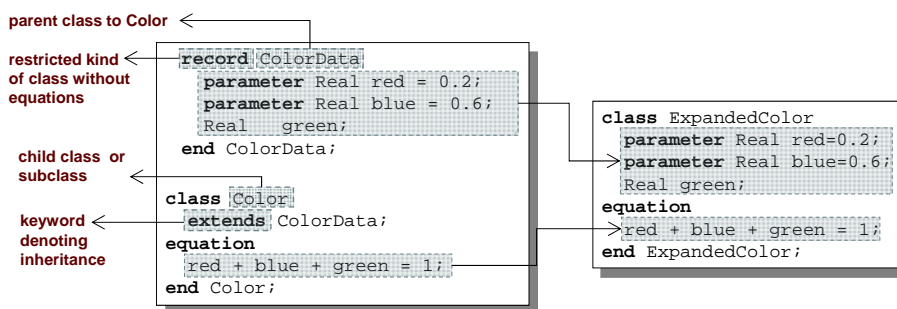 parent class to Color
restricted kind
of class without
equations
child class or
subclass
keyword
denoting
inheritance
record ColorData
parameter Real red = 0.2;
parameter Real blue = 0.6;
Real green;
end ColorData;
class Color
extends ColorData;
equation
red + blue + green = 1;
end Color;
class ExpandedColor
parameter Real red=0.2;
parameter Real blue=0.6;
Real green;
equation
red + blue + green = 1;
end ExpandedColor;